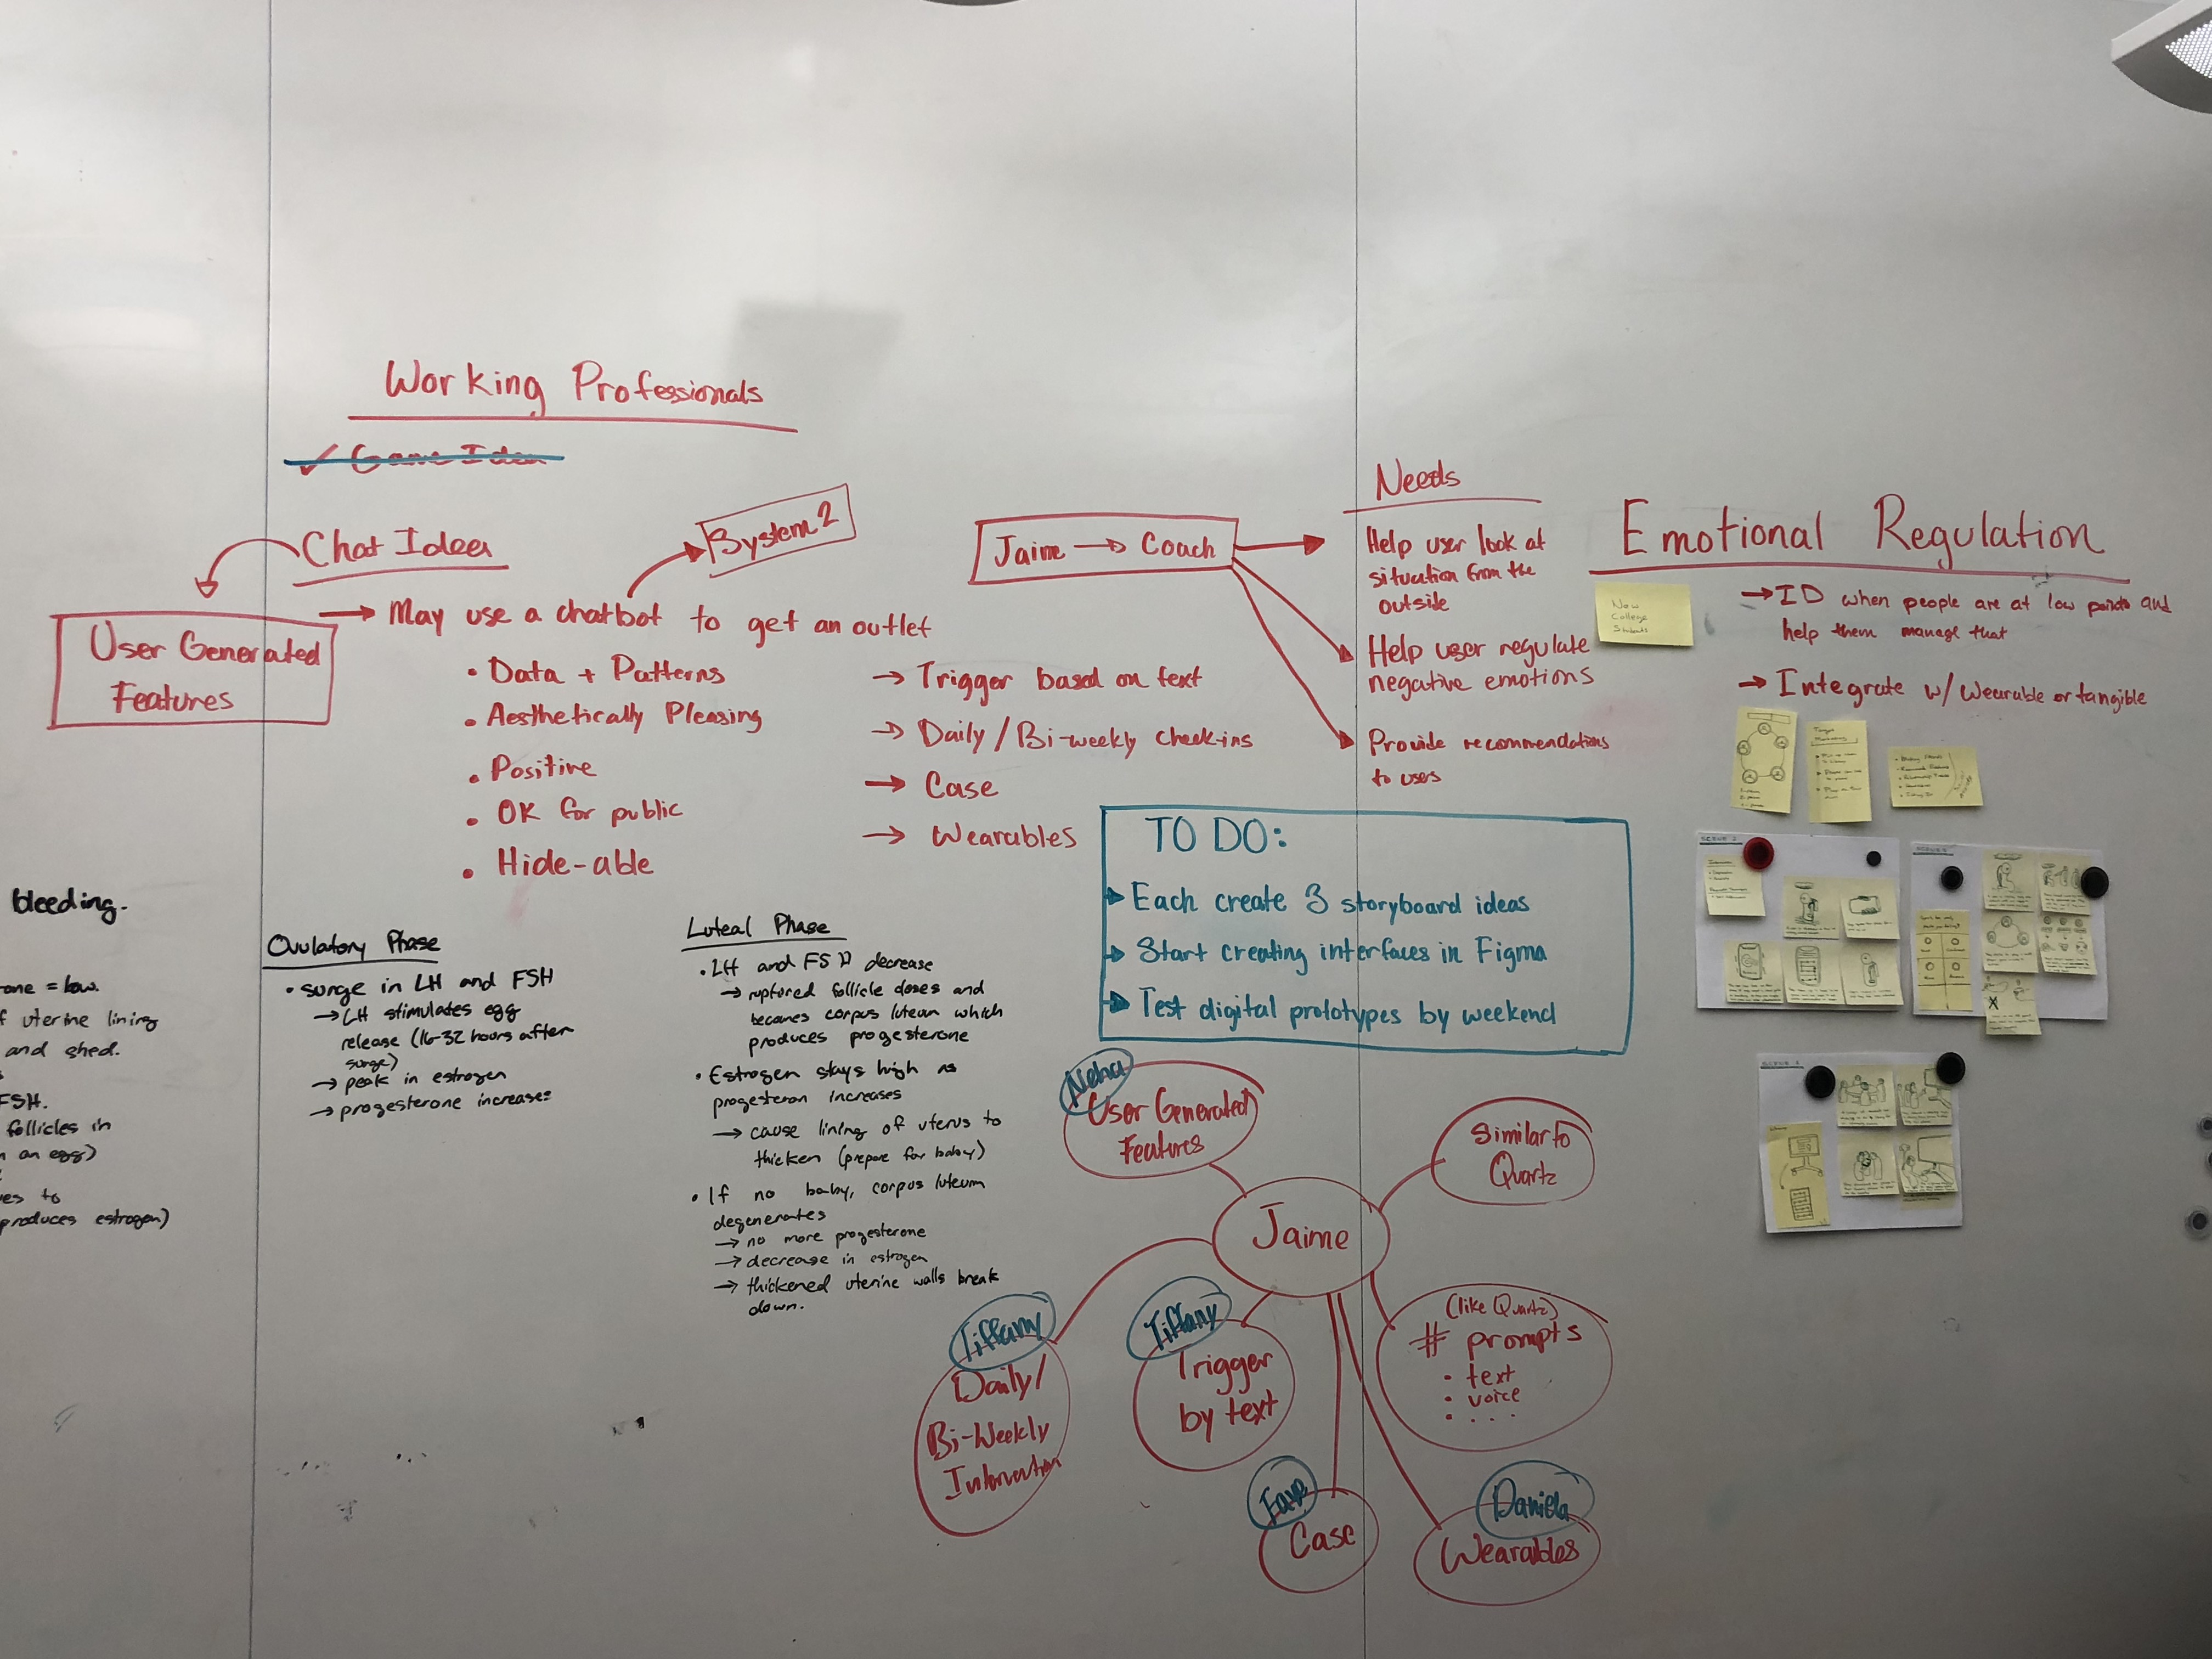 Working Professionals
✓ Game Idea
Chat Idea
System 2
User Generated
Features
→ May use a chatbot to get an outlet
• Data + Patterns
• Aesthetically Pleasing
• Positive
• OK for public
• Hide-able
→ Trigger based on text
→ Daily / Bi-weekly check-ins
→ Case
→ Wearables
Jaime → Coach
Needs
Help user look at
situation from the
outside
Help user regulate
negative emotions
Provide recommendations
to users
Emotional Regulation
New
College
Students
→ ID when people are at low points and
help them manage that
→ Integrate w/ wearable or tangible
TO DO:
Each create 3 storyboard ideas
Start creating interfaces in Figma
Test digital prototypes by weekend
bleeding.
one = low.
uterine lining
and shed.
FSH.
follicles in
an egg)
to
produces estrogen)
Ovulatory Phase
• surge in LH and FSH
→ LH stimulates egg
release (16-32 hours after
surge)
→ peak in estrogen
→ progesterone increases
Luteal Phase
• LH and FSH decrease
→ ruptured follicle closes and
becomes corpus luteum which
produces progesterone
• Estrogen stays high as
progesteron increases
→ cause lining of uterus to
thicken (prepare for baby)
• If no baby, corpus luteum
degenerates
→ no more progesterone
→ decrease in estrogen
→ thickened uterine walls break
down.
Neha
User Generated
Features
Similar to
Quartz
Jaime
Tiffany
Daily/
Bi-Weekly
Intervention
Tiffany
Trigger
by text
(like Quartz)
# prompts
• text
• voice
• . . .
Faye
Case
Daniela
Wearables